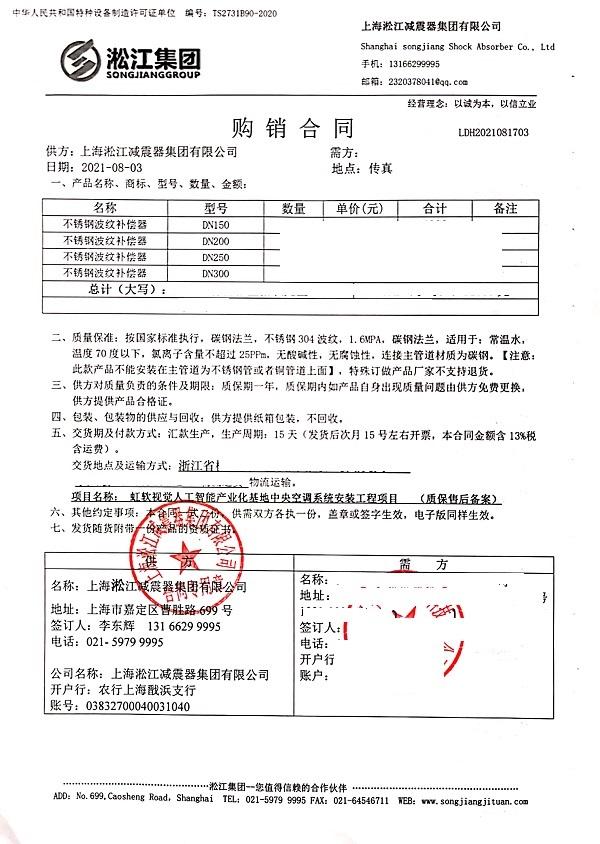 中华人民共和国特种设备制造许可证单位 编号：TS2731B90-2020
淞江集团
SONGJIANGGROUP
上海淞江减震器集团有限公司
Shanghai songjiang Shock Absorber Co., Ltd
手机：13166299995
邮箱：2320378041@qq.com
经营理念：以诚为本，以信立业
购销合同
LDH2021081703
供方：上海淞江减震器集团有限公司 需方：
日期：2021-08-03 地点：传真
一、产品名称、商标、型号、数量、金额：
名称 型号 数量 单价(元) 合计 备注
不锈钢波纹补偿器 DN150
不锈钢波纹补偿器 DN200
不锈钢波纹补偿器 DN250
不锈钢波纹补偿器 DN300
总计（大写）：
二、质量保准：按国家标准执行，碳钢法兰，不锈钢304波纹，1.6MPA，碳钢法兰，适用于：常温水，
温度70度以下，氯离子含量不超过25PPm，无酸碱性，无腐蚀性，连接主管道材质为碳钢。【注意：
此款产品不能安装在主管道为不锈钢管或者铜管道上面】，特殊订做产品厂家不支持退货。
三、供方对质量负责的条件及期限：质保期一年，质保期内如产品自身出现质量问题由供方免费更换，
供方提供产品合格证。
四、包装、包装物的供应与回收：供方提供纸箱包装，不回收。
五、交货期及付款方式：汇款生产，生产周期：15天（发货后次月15号左右开票，本合同金额含13%税
含运费）。
交货地点及运输方式：浙江省
物流运输。
项目名称：虹软视觉人工智能产业化基地中央空调系统安装工程项目 （质保售后备案）
六、其他约定事项：本合同一式二份，供需双方各执一份，盖章或签字生效，电子版同样生效。
七、发货随货附带一份产品的资质证书。
供方 需方
名称：上海淞江减震器集团有限公司
地址：上海市嘉定区曹胜路699号
签订人：李东辉 131 6629 9995
电话：021- 5979 9995
公司名称：上海淞江减震器集团有限公司
开户行：农行上海戬浜支行
账号：03832700040031040
名称：
地址：
号
签订人：
电话：
开户行
账户：
上海淞江减震器集团有限公司
合同专用章
淞江集团--您值得信赖的合作伙伴
ADD: No.699,Caosheng Road, Shanghai TEL: 021-5979 9995 FAX: 021-64546711 WEB: www.songjiangjituan.com